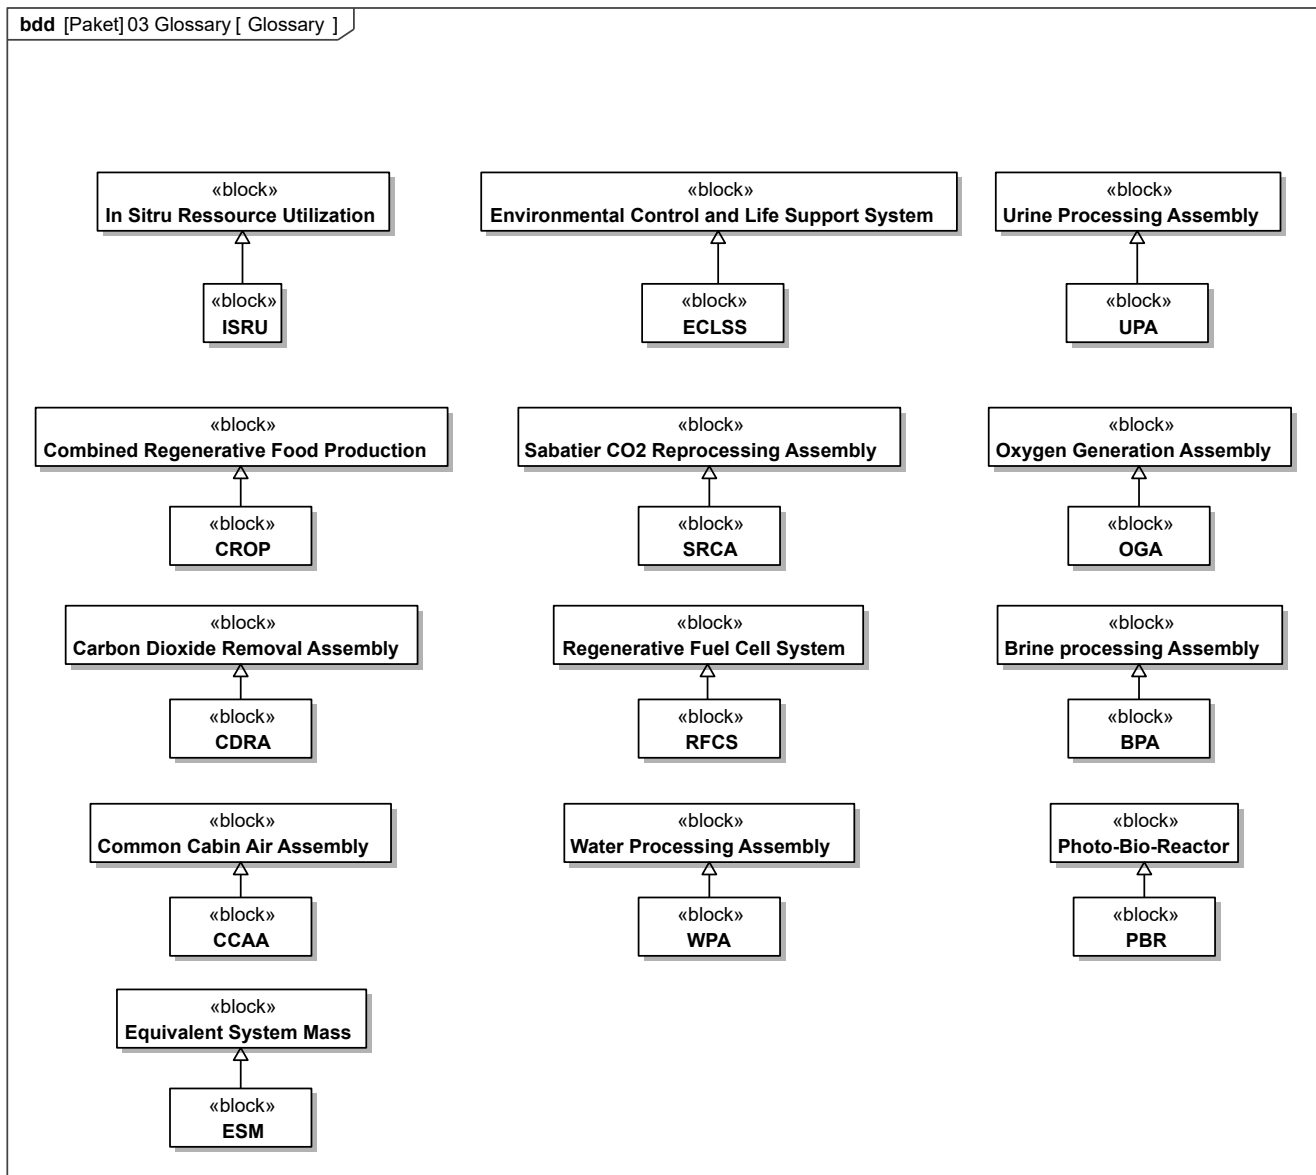 bdd [Paket] 03 Glossary [ Glossary ]
«block»
In Sitru Ressource Utilization
«block»
ISRU
«block»
Environmental Control and Life Support System
«block»
ECLSS
«block»
Urine Processing Assembly
«block»
UPA
«block»
Combined Regenerative Food Production
«block»
CROP
«block»
Sabatier CO2 Reprocessing Assembly
«block»
SRCA
«block»
Oxygen Generation Assembly
«block»
OGA
«block»
Carbon Dioxide Removal Assembly
«block»
CDRA
«block»
Regenerative Fuel Cell System
«block»
RFCS
«block»
Brine processing Assembly
«block»
BPA
«block»
Common Cabin Air Assembly
«block»
CCAA
«block»
Water Processing Assembly
«block»
WPA
«block»
Photo-Bio-Reactor
«block»
PBR
«block»
Equivalent System Mass
«block»
ESM